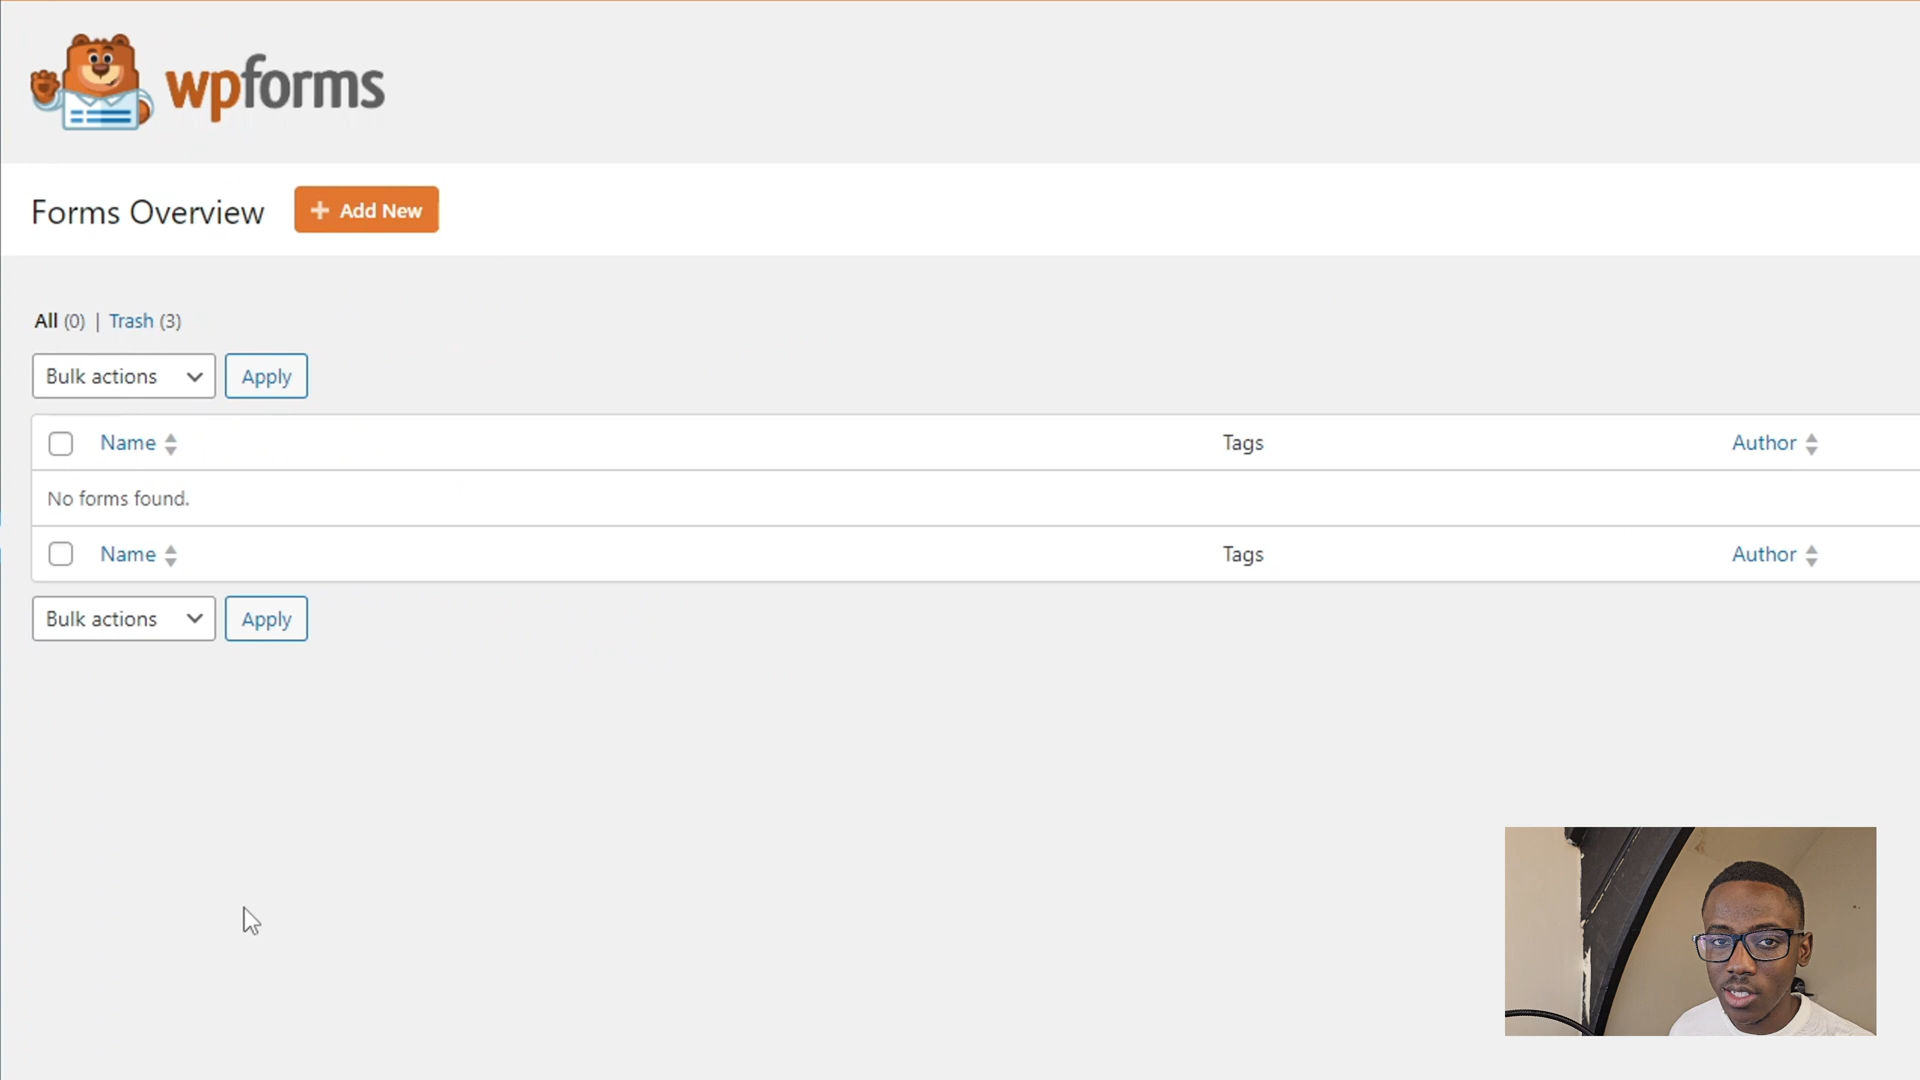 wpforms
Forms Overview
+ Add New
All (0) | Trash (3)
Bulk actions Apply
Name Tags Author
No forms found.
Name Tags Author
Bulk actions Apply